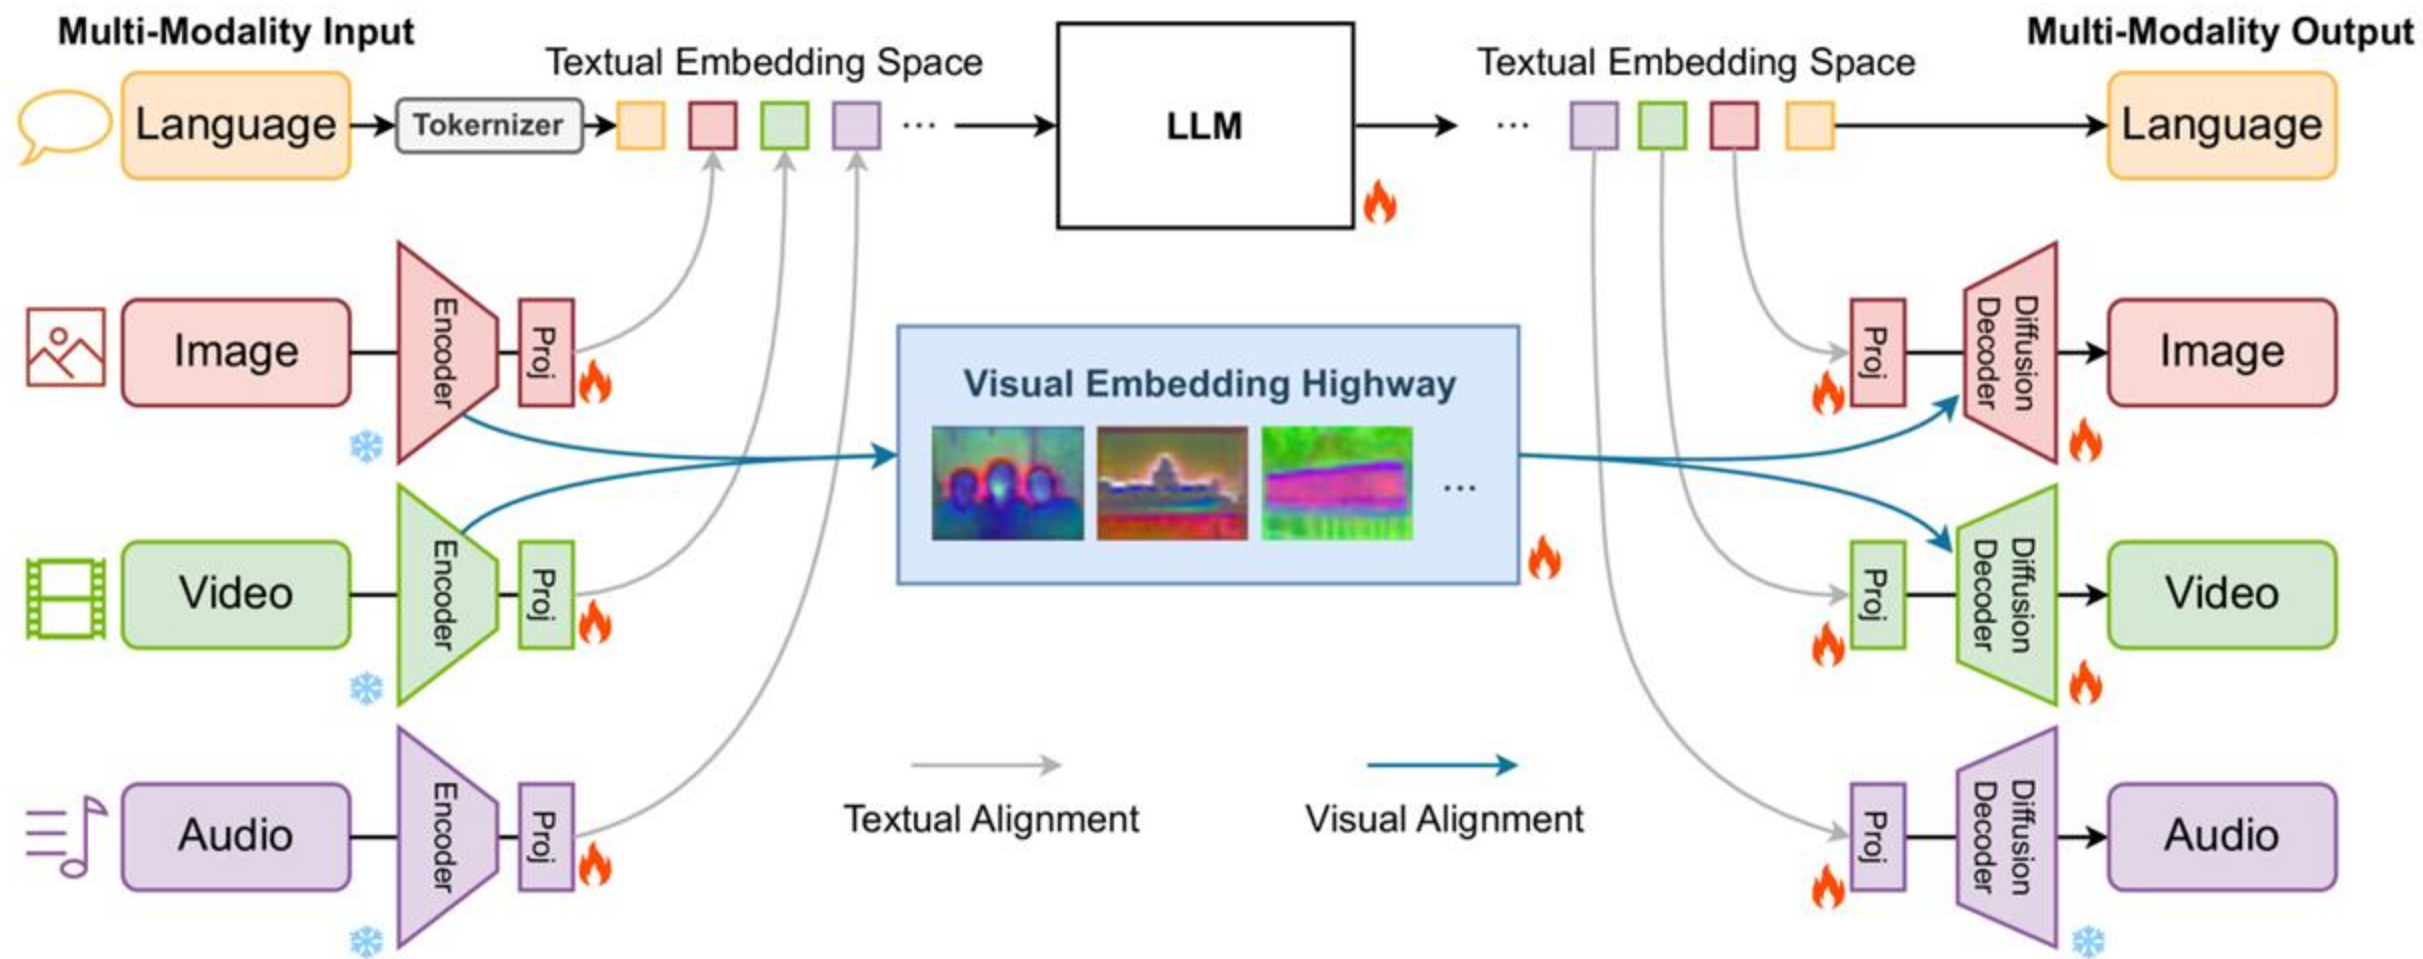 Multi-Modality Input
Textual Embedding Space
Textual Embedding Space
Multi-Modality Output
Language
Tokernizer
...
LLM
...
Language
Image
Encoder
Proj
Visual Embedding Highway
...
Proj
Diffusion
Decoder
Image
Video
Encoder
Proj
Proj
Diffusion
Decoder
Video
Audio
Encoder
Proj
Textual Alignment
Visual Alignment
Proj
Diffusion
Decoder
Audio